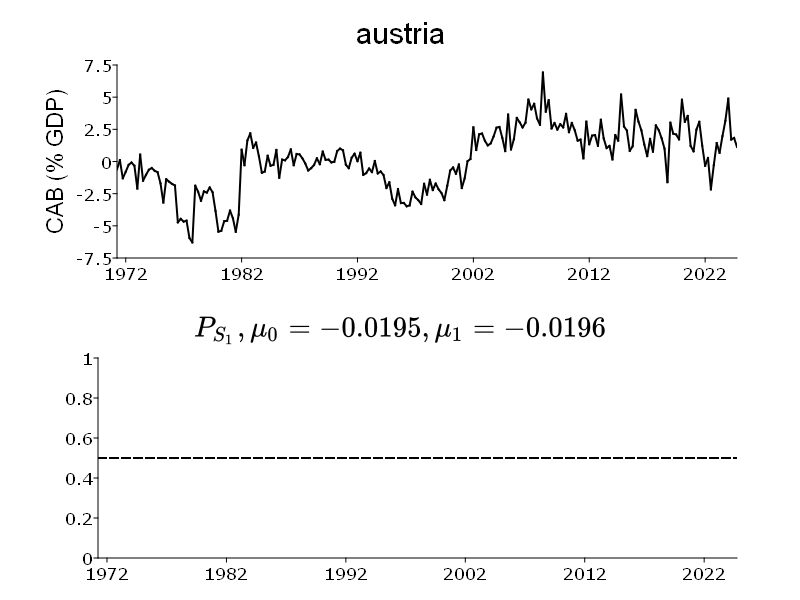 austria
CAB (% GDP)
7.5
5
2.5
0
-2.5
-5
-7.5
1972 1982 1992 2002 2012 2022
P_{S_1}, μ_0 = −0.0195, μ_1 = −0.0196
1
0.8
0.6
0.4
0.2
0
1972 1982 1992 2002 2012 2022